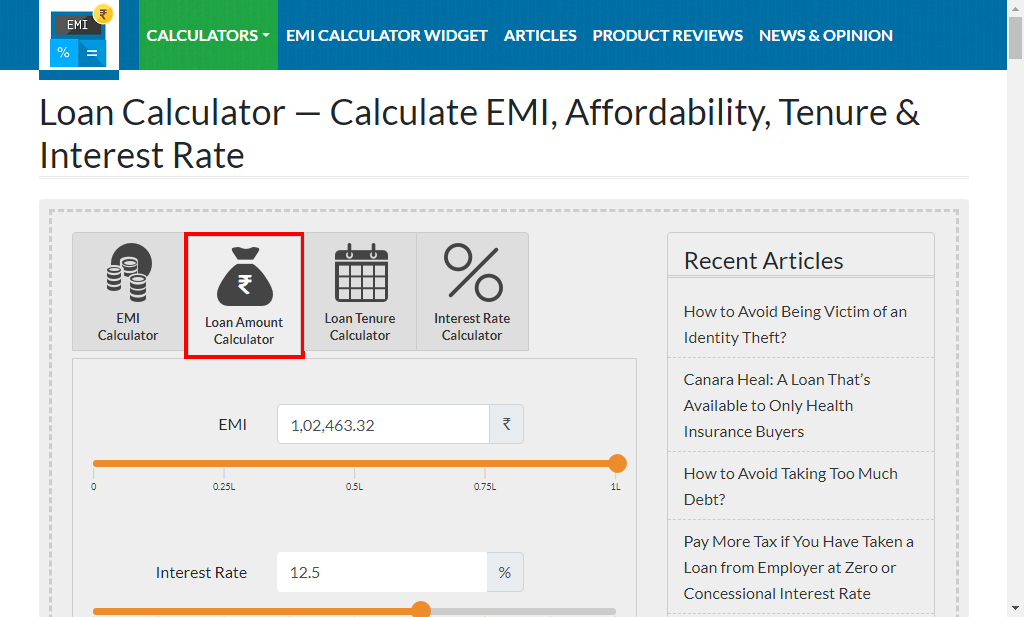 EMI ₹
% =
CALCULATORS EMI CALCULATOR WIDGET ARTICLES PRODUCT REVIEWS NEWS & OPINION
Loan Calculator — Calculate EMI, Affordability, Tenure &
Interest Rate
EMI
Calculator
₹
Loan Amount
Calculator
Loan Tenure
Calculator
Interest Rate
Calculator
EMI 1,02,463.32 ₹
0 0.25L 0.5L 0.75L 1L
Interest Rate 12.5 %
Recent Articles
How to Avoid Being Victim of an
Identity Theft?
Canara Heal: A Loan That’s
Available to Only Health
Insurance Buyers
How to Avoid Taking Too Much
Debt?
Pay More Tax if You Have Taken a
Loan from Employer at Zero or
Concessional Interest Rate